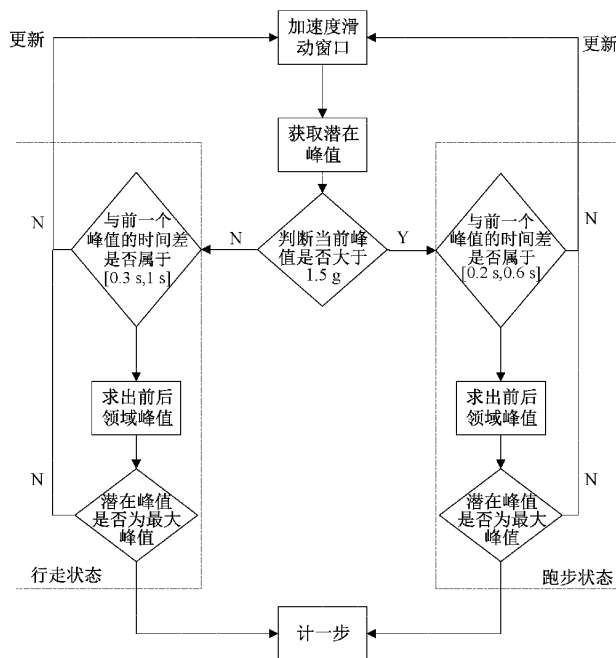 更新
加速度滑
动窗口
更新
获取潜在
峰值
N
与前一个
峰值的时间差
是否属于
[0.3 s,1 s]
N
判断当前峰
值是否大于
1.5 g
Y
与前一个
峰值的时间差
是否属于
[0.2 s,0.6 s]
N
求出前后
领域峰值
求出前后
领域峰值
N
潜在峰值
是否为最大
峰值
潜在峰值
是否为最大
峰值
N
行走状态
跑步状态
计一步